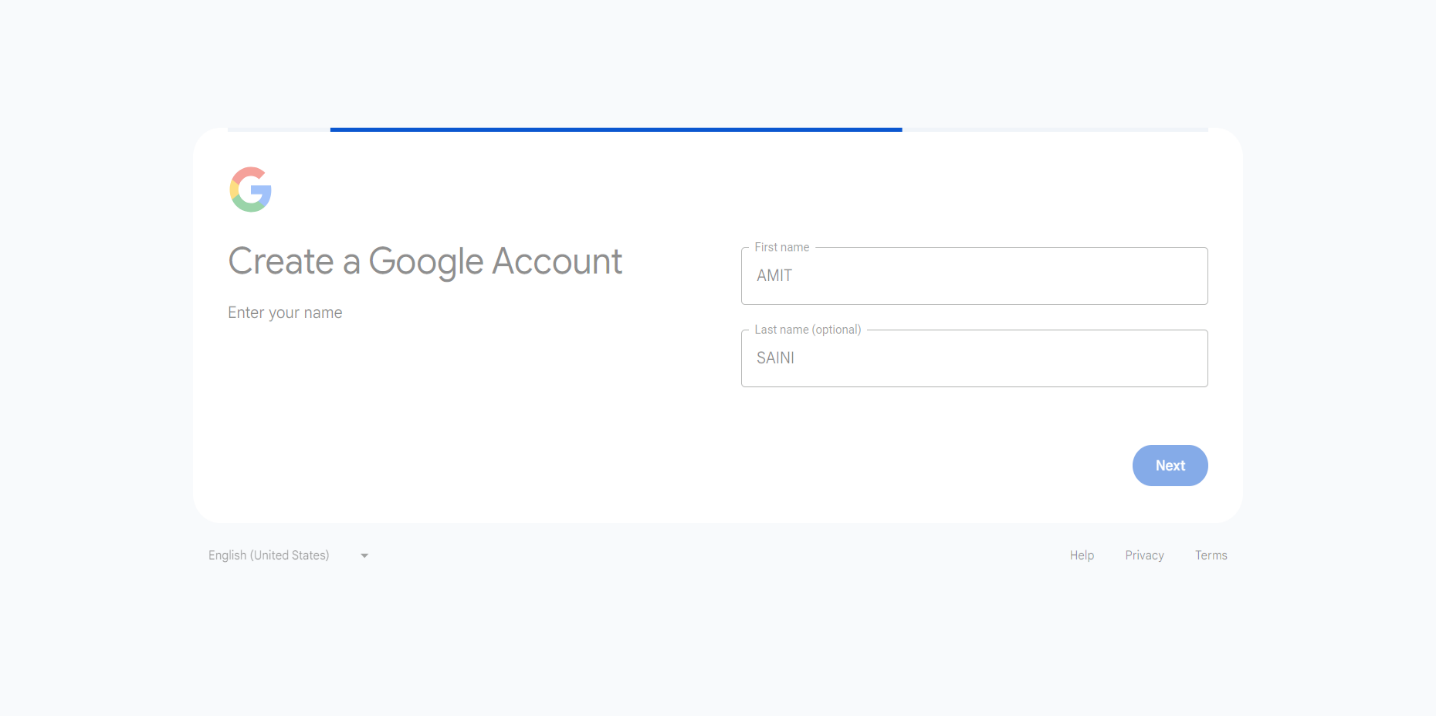 Create a Google Account
Enter your name
First name
AMIT
Last name (optional)
SAINI
Next
English (United States)
Help Privacy Terms